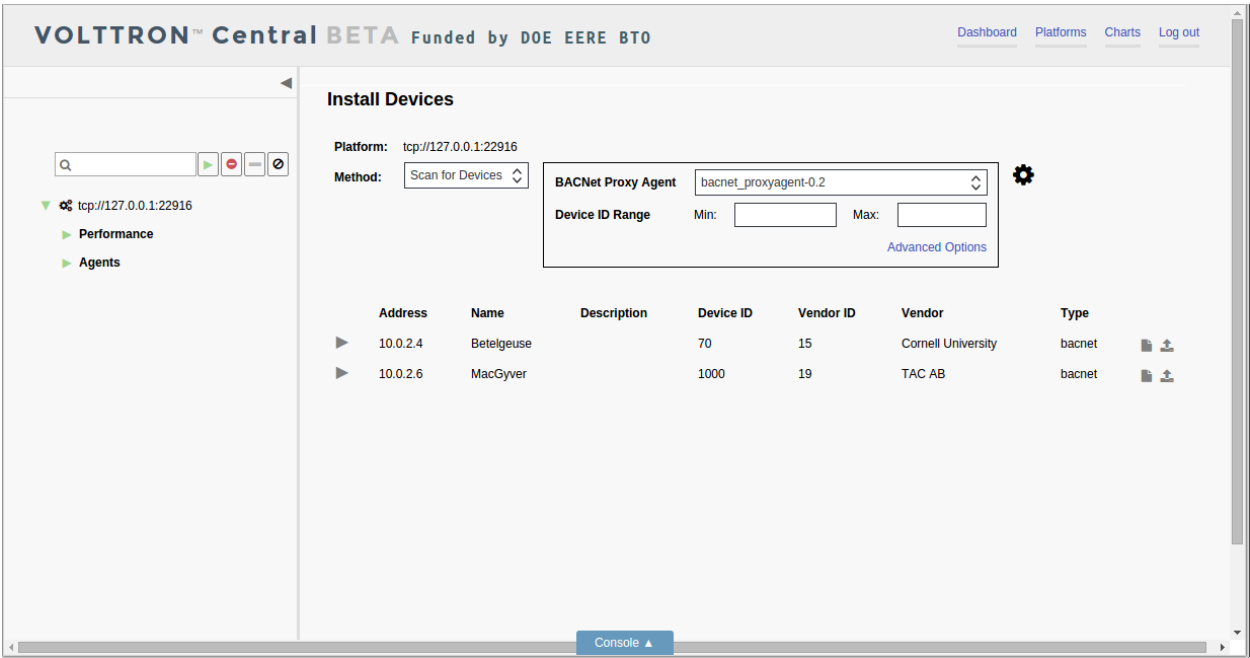 VOLTTRON™ Central BETA Funded by DOE EERE BTO
Dashboard Platforms Charts Log out
Install Devices
Platform: tcp://127.0.0.1:22916
Method: Scan for Devices
BACNet Proxy Agent bacnet_proxyagent-0.2
Device ID Range Min: Max:
Advanced Options
tcp://127.0.0.1:22916
Performance
Agents
Address Name Description Device ID Vendor ID Vendor Type
10.0.2.4 Betelgeuse 70 15 Cornell University bacnet
10.0.2.6 MacGyver 1000 19 TAC AB bacnet
Console ▲